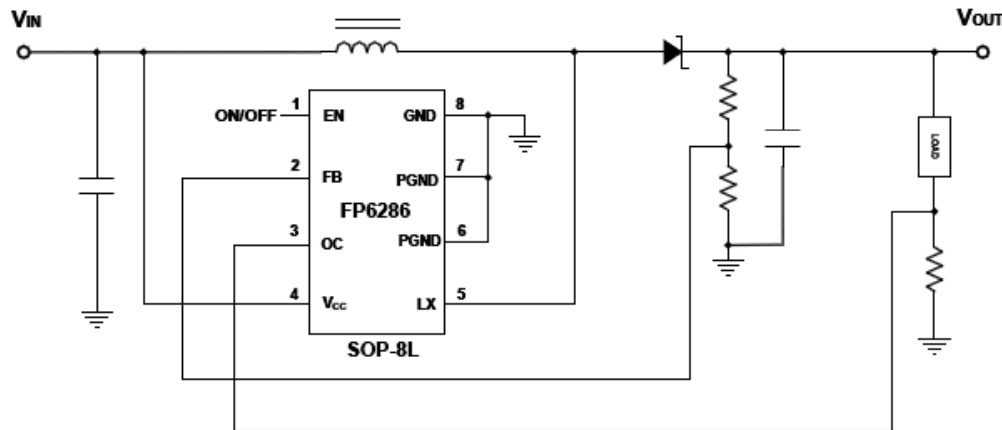 VIN
VOUT
ON/OFF
1
EN
GND
8
2
FB
PGND
7
FP6286
3
OC
PGND
6
4
VCC
LX
5
SOP-8L
LOAD